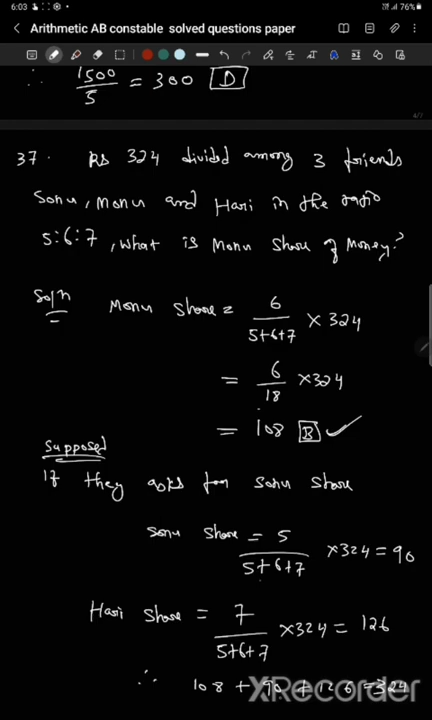 6:03 76%
Arithmetic AB constable solved questions paper
∴ 1500/5 = 300 D
4/7
37. RS 324 divided among 3 friends
Sonu, Monu and Hari in the ratio
5:6:7, what is Monu share of Money?
Soln Monu share = 6/5+6+7 × 324
= 6/18 × 324
= 108 B ✓
Supposed
If they asks for Sonu share
Sonu share = 5/5+6+7 × 324 = 90
Hari share = 7/5+6+7 × 324 = 126
∴ 108 + 90 + 126 = 324
XRecorder